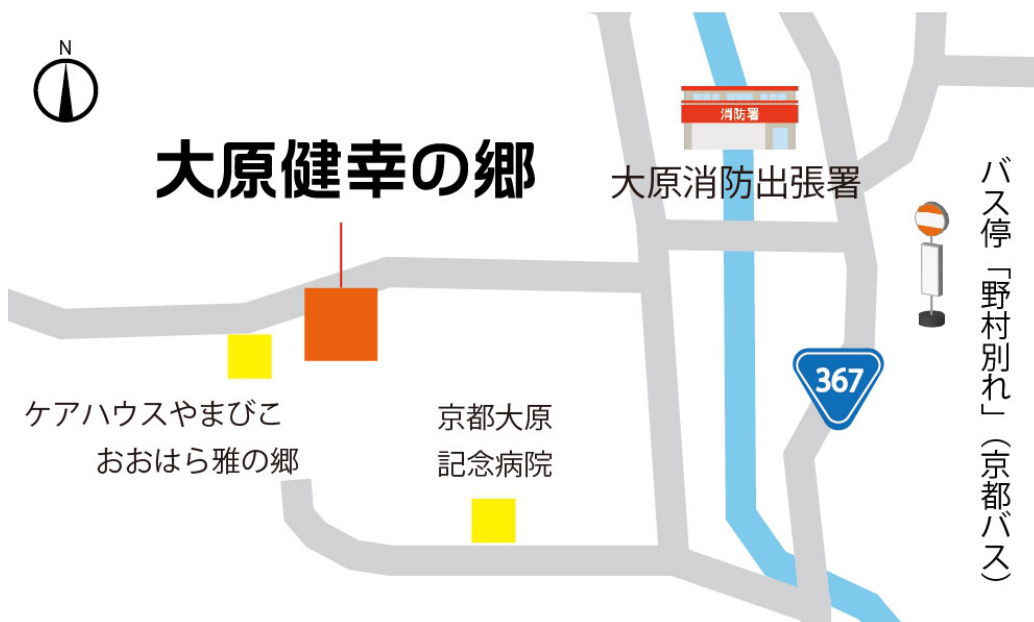 N
大原健幸の郷
消防署
大原消防出張署
バス停「野村別れ」（京都バス）
367
ケアハウスやまびこ
おおはら雅の郷
京都大原
記念病院